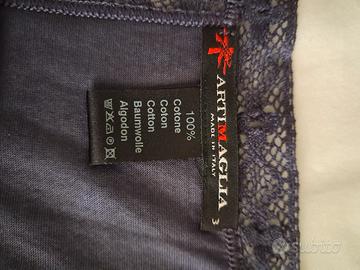 ARTIMAGLIA
MADE IN ITALY
3
100%
Cotone
Coton
Cotton
Baumwolle
Algodon
SUBITO